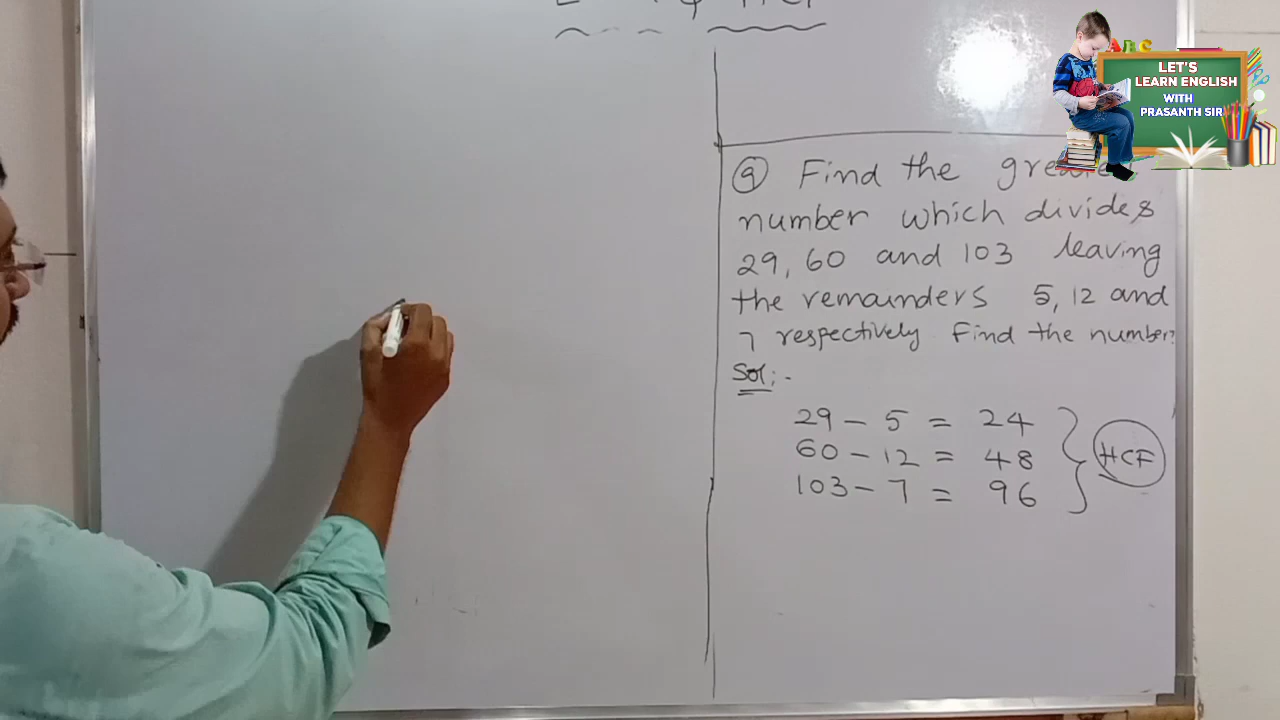 LET'S
LEARN ENGLISH
WITH
PRASANTH SIR
ABC
9 Find the
number which divides
29, 60 and 103 leaving
the remainders 5, 12 and
7 respectively. Find the number?
Sol:-
29 - 5 = 24
60 - 12 = 48
103 - 7 = 96
HCF